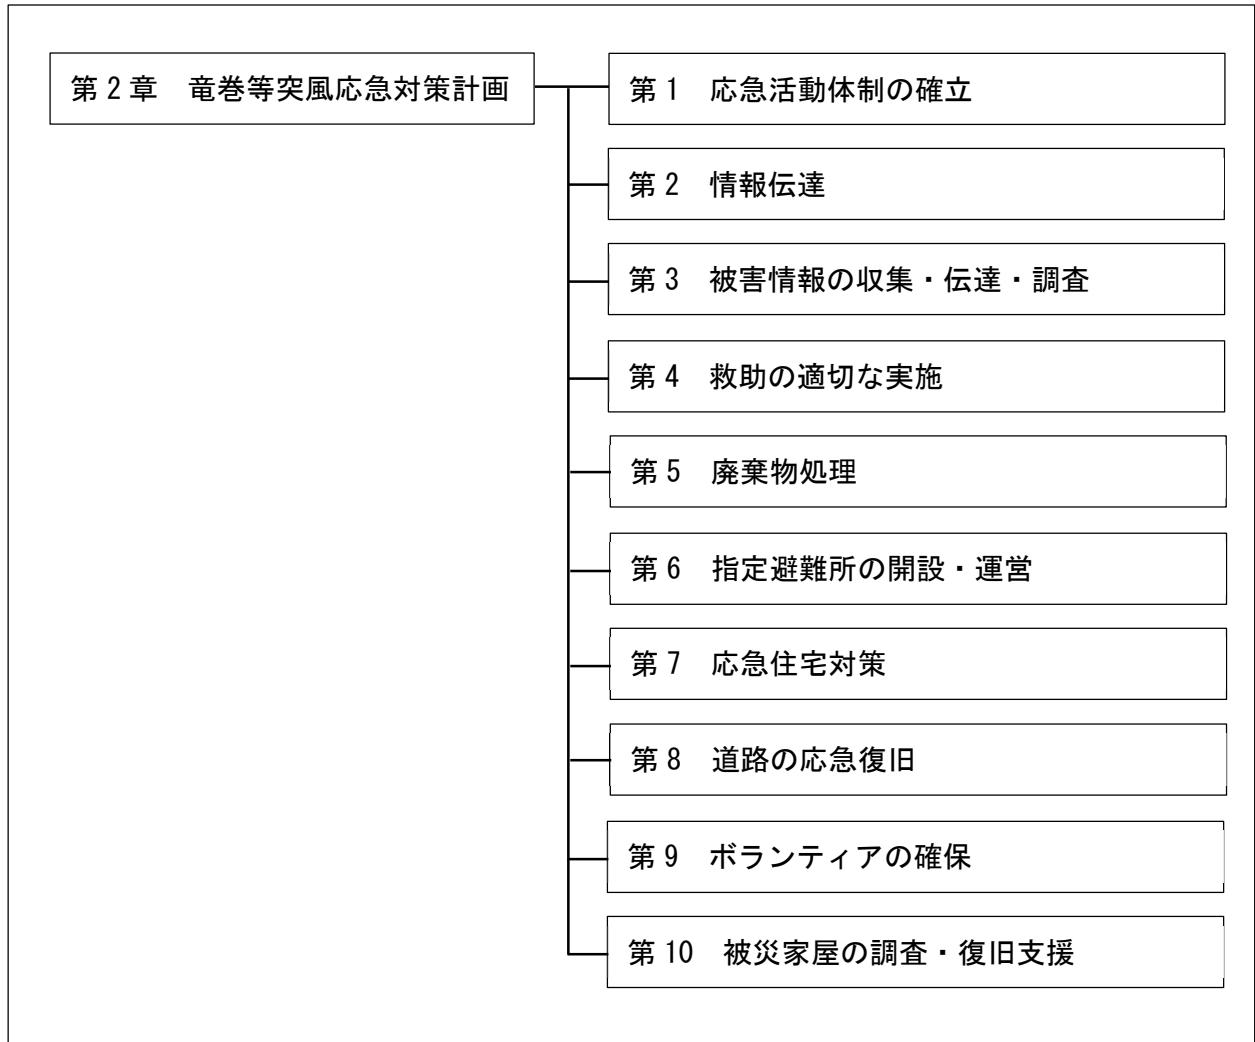 第2章　竜巻等突風応急対策計画
第1　応急活動体制の確立
第2　情報伝達
第3　被害情報の収集・伝達・調査
第4　救助の適切な実施
第5　廃棄物処理
第6　指定避難所の開設・運営
第7　応急住宅対策
第8　道路の応急復旧
第9　ボランティアの確保
第10　被災家屋の調査・復旧支援